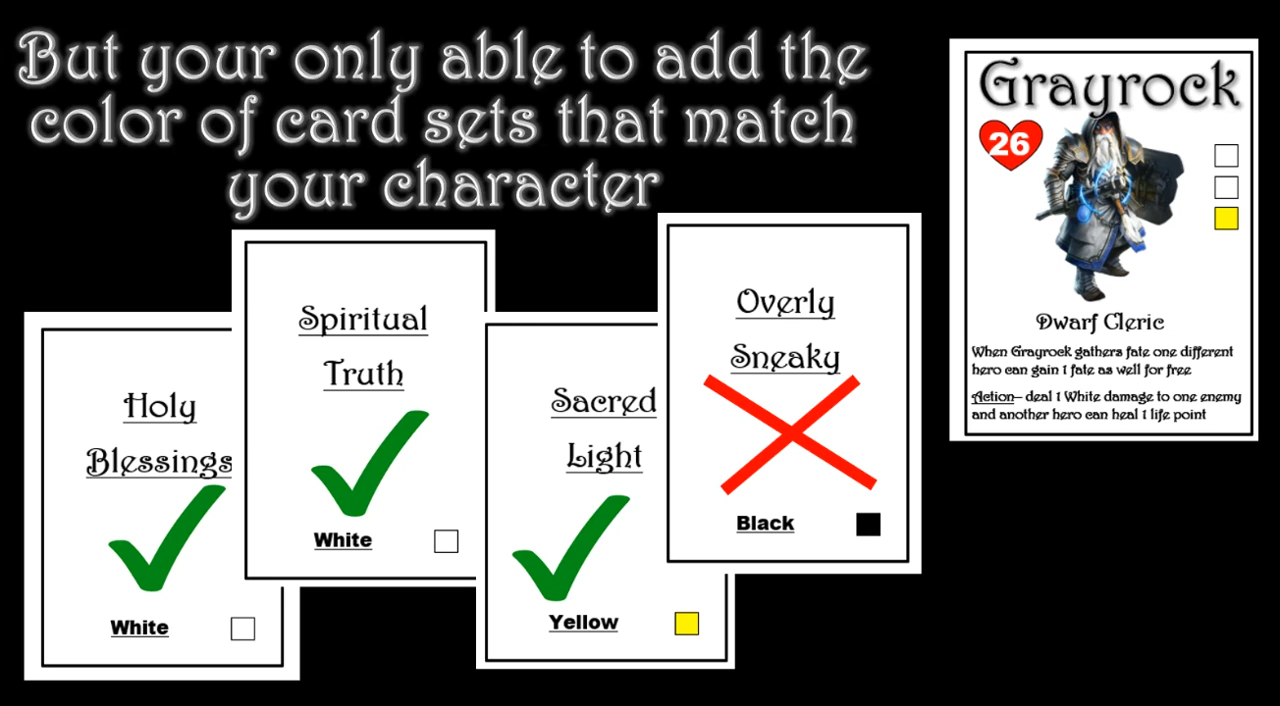 But your only able to add the
color of card sets that match
your character
Grayrock
26
Dwarf Cleric
When Grayrock gathers fate one different
hero can gain 1 fate as well for free
Action– deal 1 White damage to one enemy
and another hero can heal 1 life point
Holy
Blessings
White
Spiritual
Truth
White
Sacred
Light
Yellow
Overly
Sneaky
Black